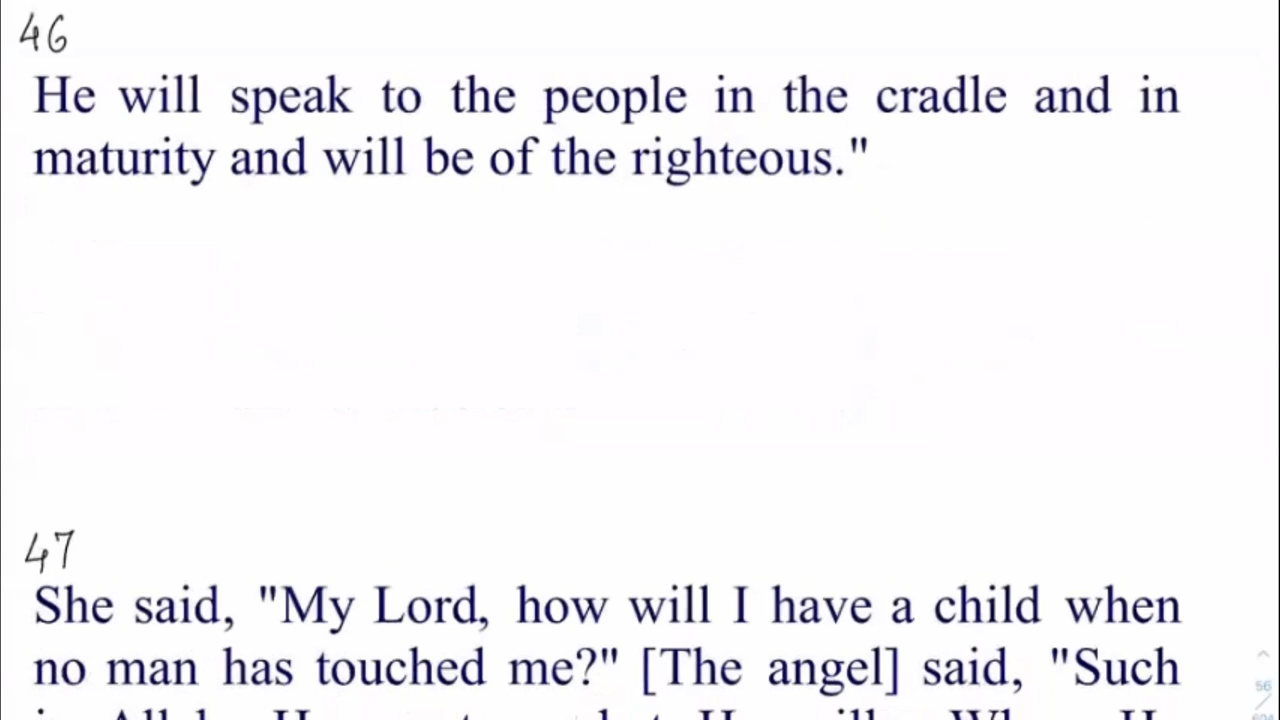 46
He will speak to the people in the cradle and in
maturity and will be of the righteous."
47
She said, "My Lord, how will I have a child when
no man has touched me?" [The angel] said, "Such
56